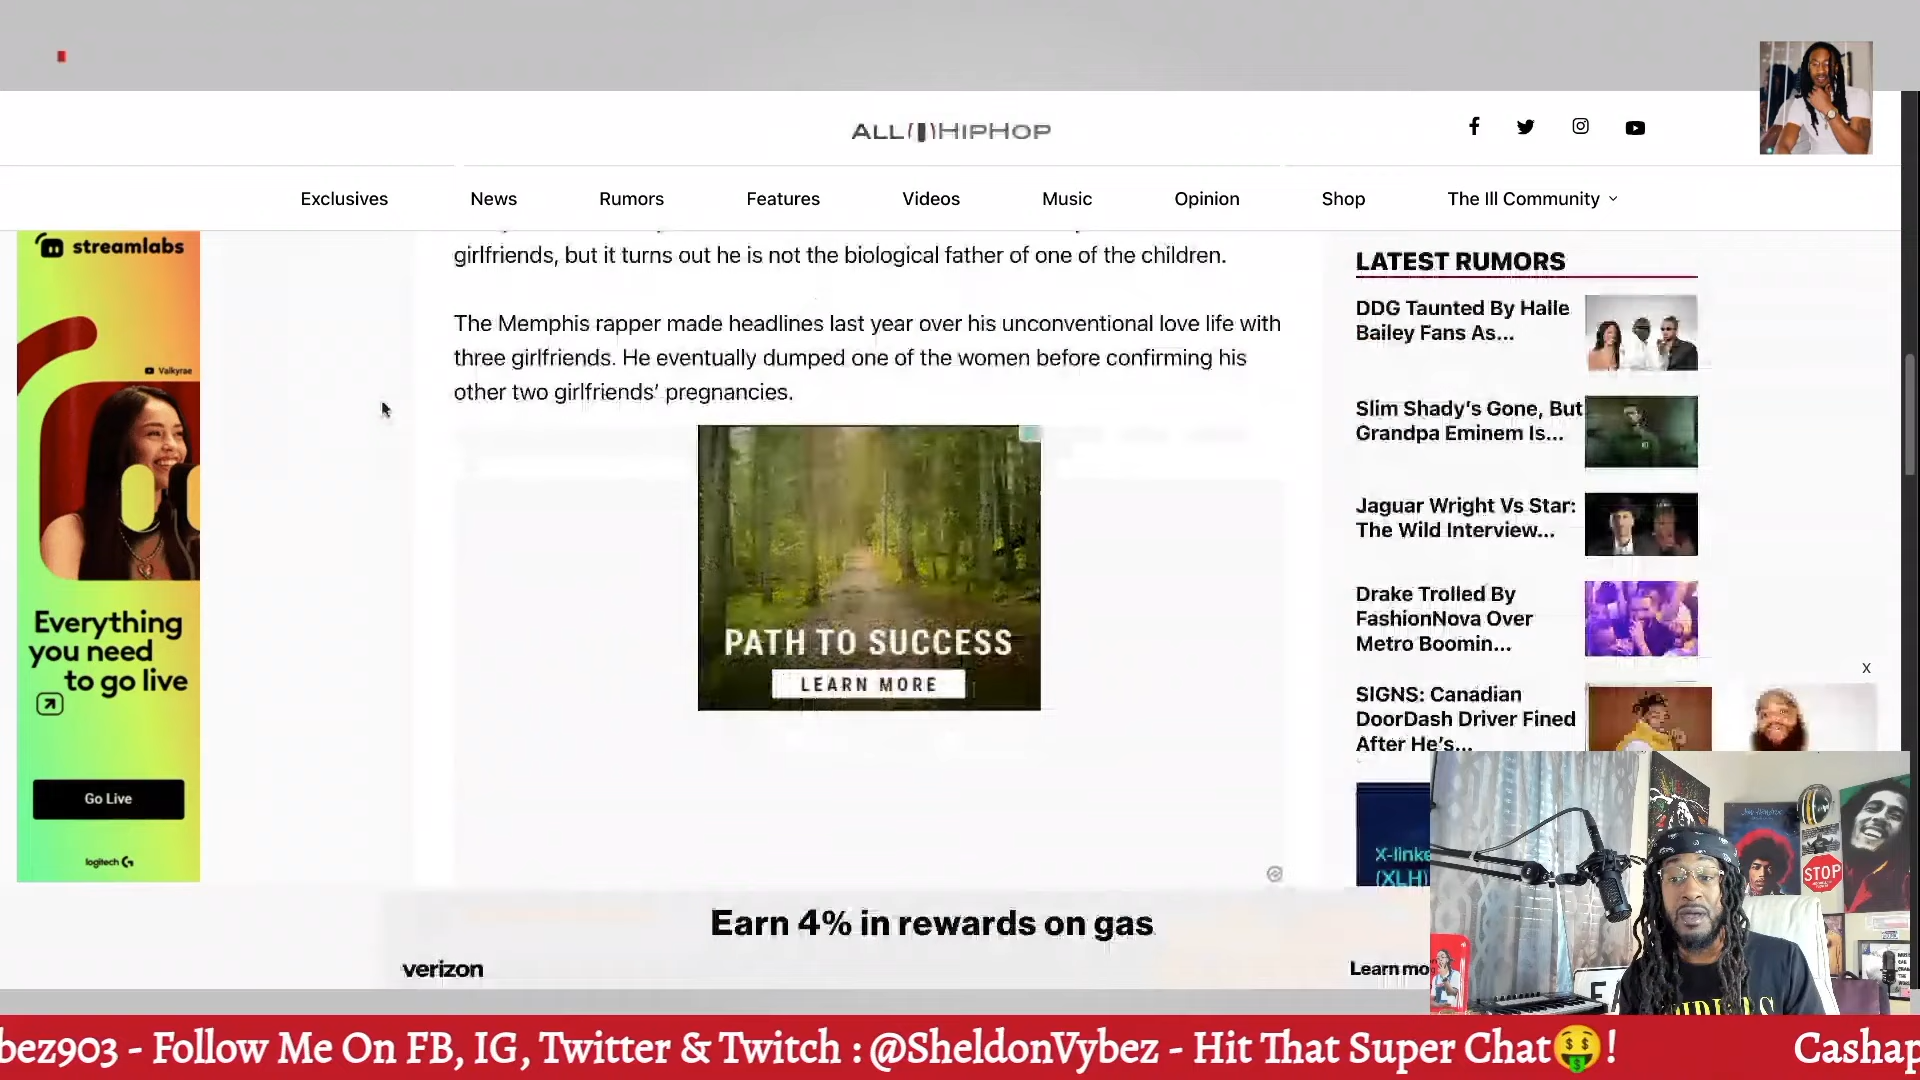 ALL HIPHOP
Exclusives News Rumors Features Videos Music Opinion Shop The Ill Community
girlfriends, but it turns out he is not the biological father of one of the children.
The Memphis rapper made headlines last year over his unconventional love life with
three girlfriends. He eventually dumped one of the women before confirming his
other two girlfriends’ pregnancies.
streamlabs
Valkyrae
Everything
you need
to go live
Go Live
logitech G
PATH TO SUCCESS
LEARN MORE
LATEST RUMORS
DDG Taunted By Halle
Bailey Fans As...
Slim Shady’s Gone, But
Grandpa Eminem Is...
Jaguar Wright Vs Star:
The Wild Interview...
Drake Trolled By
FashionNova Over
Metro Boomin...
SIGNS: Canadian
DoorDash Driver Fined
After He’s...
X
X-linke
(XLH)
STOP
Earn 4% in rewards on gas
verizon
Learn mo
bez903 - Follow Me On FB, IG, Twitter & Twitch : @SheldonVybez - Hit That Super Chat🤑! Cashap